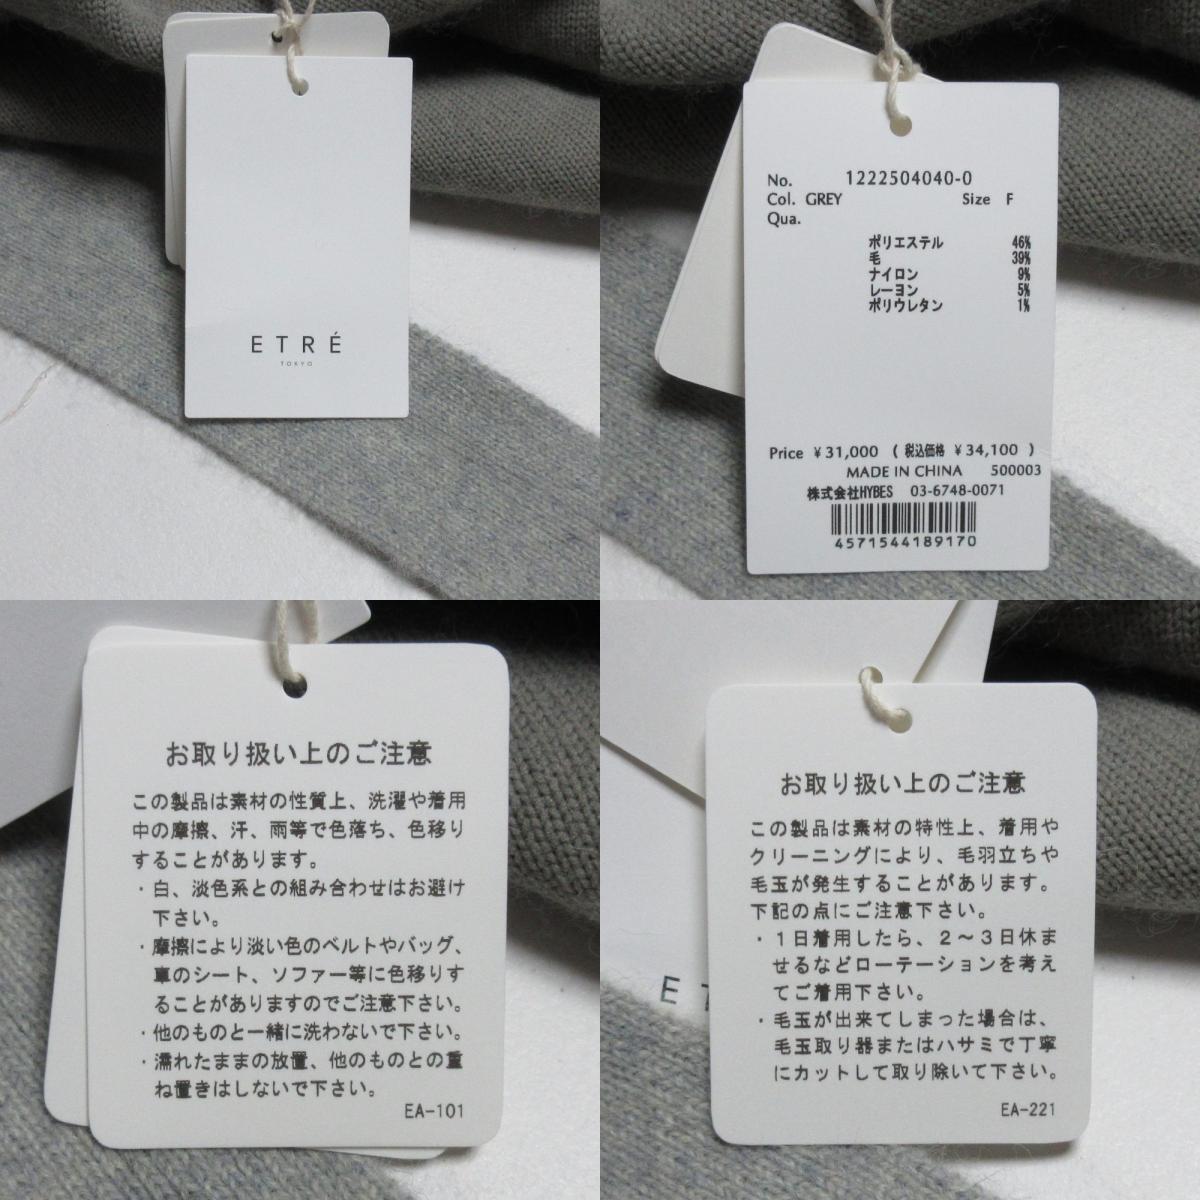 ETRÉ
TOKYO
No. 1222504040-0
Col. GREY Size F
Qua.
ポリエステル 46%
毛 39%
ナイロン 9%
レーヨン 5%
ポリウレタン 1%
Price ￥31,000 ( 税込価格 ￥34,100 )
MADE IN CHINA 500003
株式会社HYBES 03-6748-0071
4571544189170
お取り扱い上のご注意
この製品は素材の性質上、洗濯や着用
中の摩擦、汗、雨等で色落ち、色移り
することがあります。
・白、淡色系との組み合わせはお避け
下さい。
・摩擦により淡い色のベルトやバッグ、
車のシート、ソファー等に色移りす
ることがありますのでご注意下さい。
・他のものと一緒に洗わないで下さい。
・濡れたままの放置、他のものとの重
ね置きはしないで下さい。
EA-101
お取り扱い上のご注意
この製品は素材の特性上、着用や
クリーニングにより、毛羽立ちや
毛玉が発生することがあります。
下記の点にご注意下さい。
・１日着用したら、２～３日休ま
せるなどローテーションを考え
てご着用下さい。
・毛玉が出来てしまった場合は、
毛玉取り器またはハサミで丁寧
にカットして取り除いて下さい。
EA-221
E T